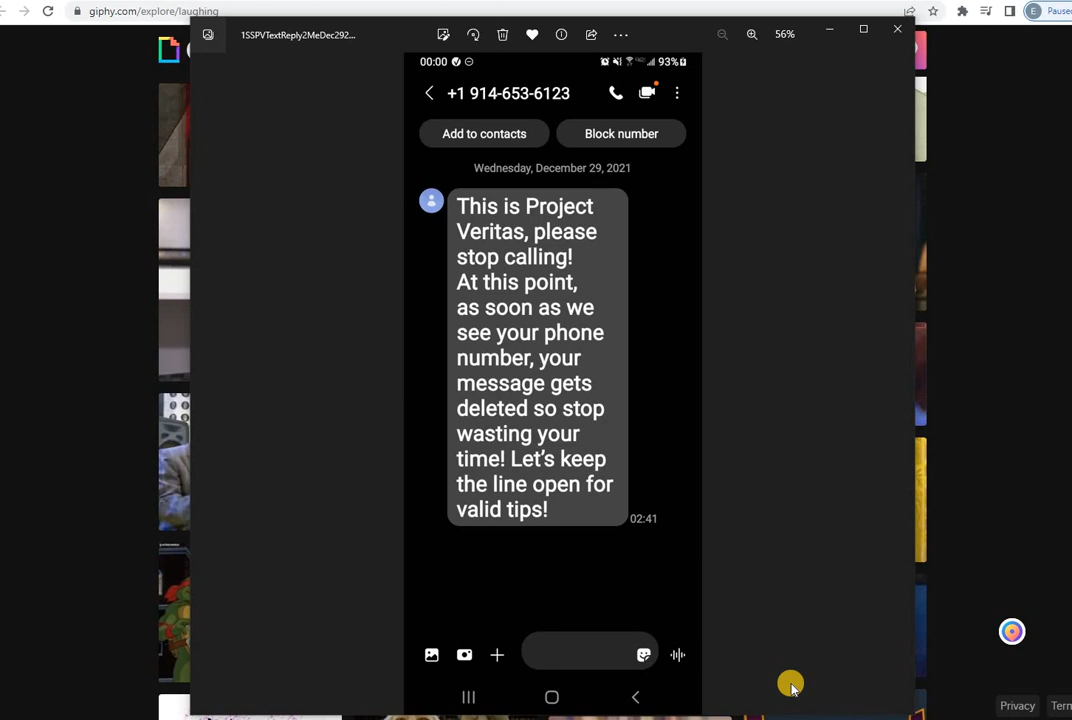 giphy.com/explore/laughing
E Pause
1SSPVTextReply2MeDec292...
56%
00:00
93%
+1 914-653-6123
Add to contacts
Block number
Wednesday, December 29, 2021
This is Project
Veritas, please
stop calling!
At this point,
as soon as we
see your phone
number, your
message gets
deleted so stop
wasting your
time! Let's keep
the line open for
valid tips!
02:41
Privacy
Tern